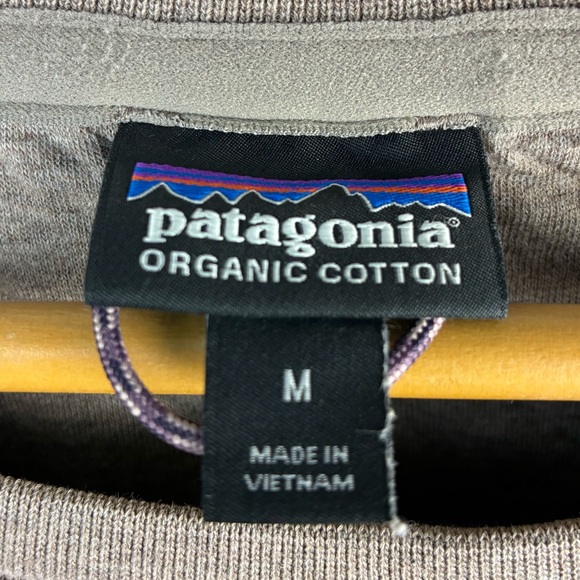 patagonia®
ORGANIC COTTON
M
MADE IN
VIETNAM